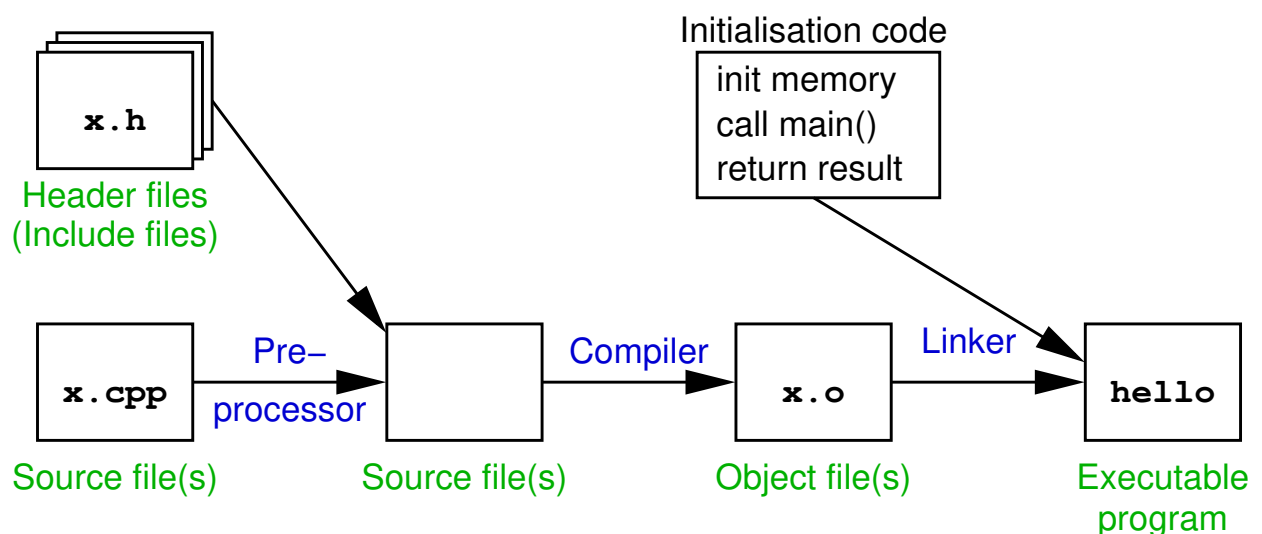 Initialisation code
init memory
call main()
return result
x.h
Header files
(Include files)
Pre−
processor
Compiler
Linker
x.cpp
x.o
hello
Source file(s)
Source file(s)
Object file(s)
Executable
program